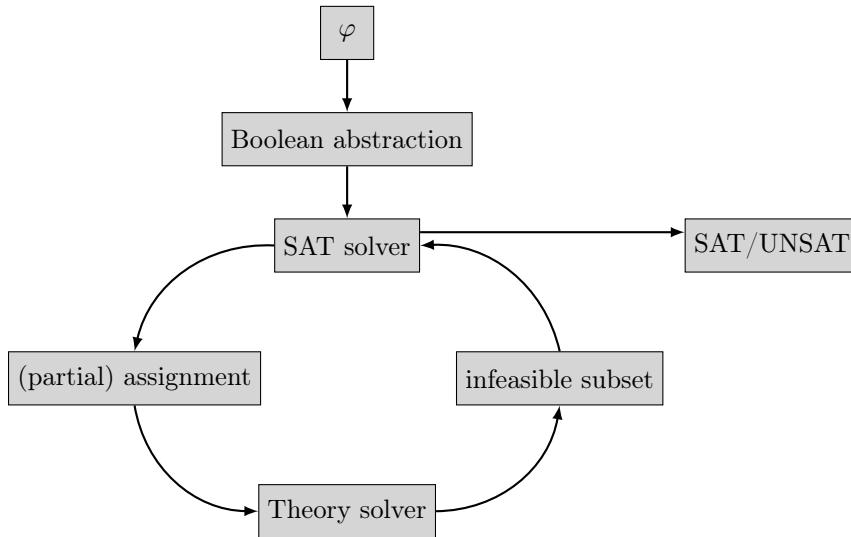 φ
Boolean abstraction
SAT solver
SAT/UNSAT
(partial) assignment
infeasible subset
Theory solver